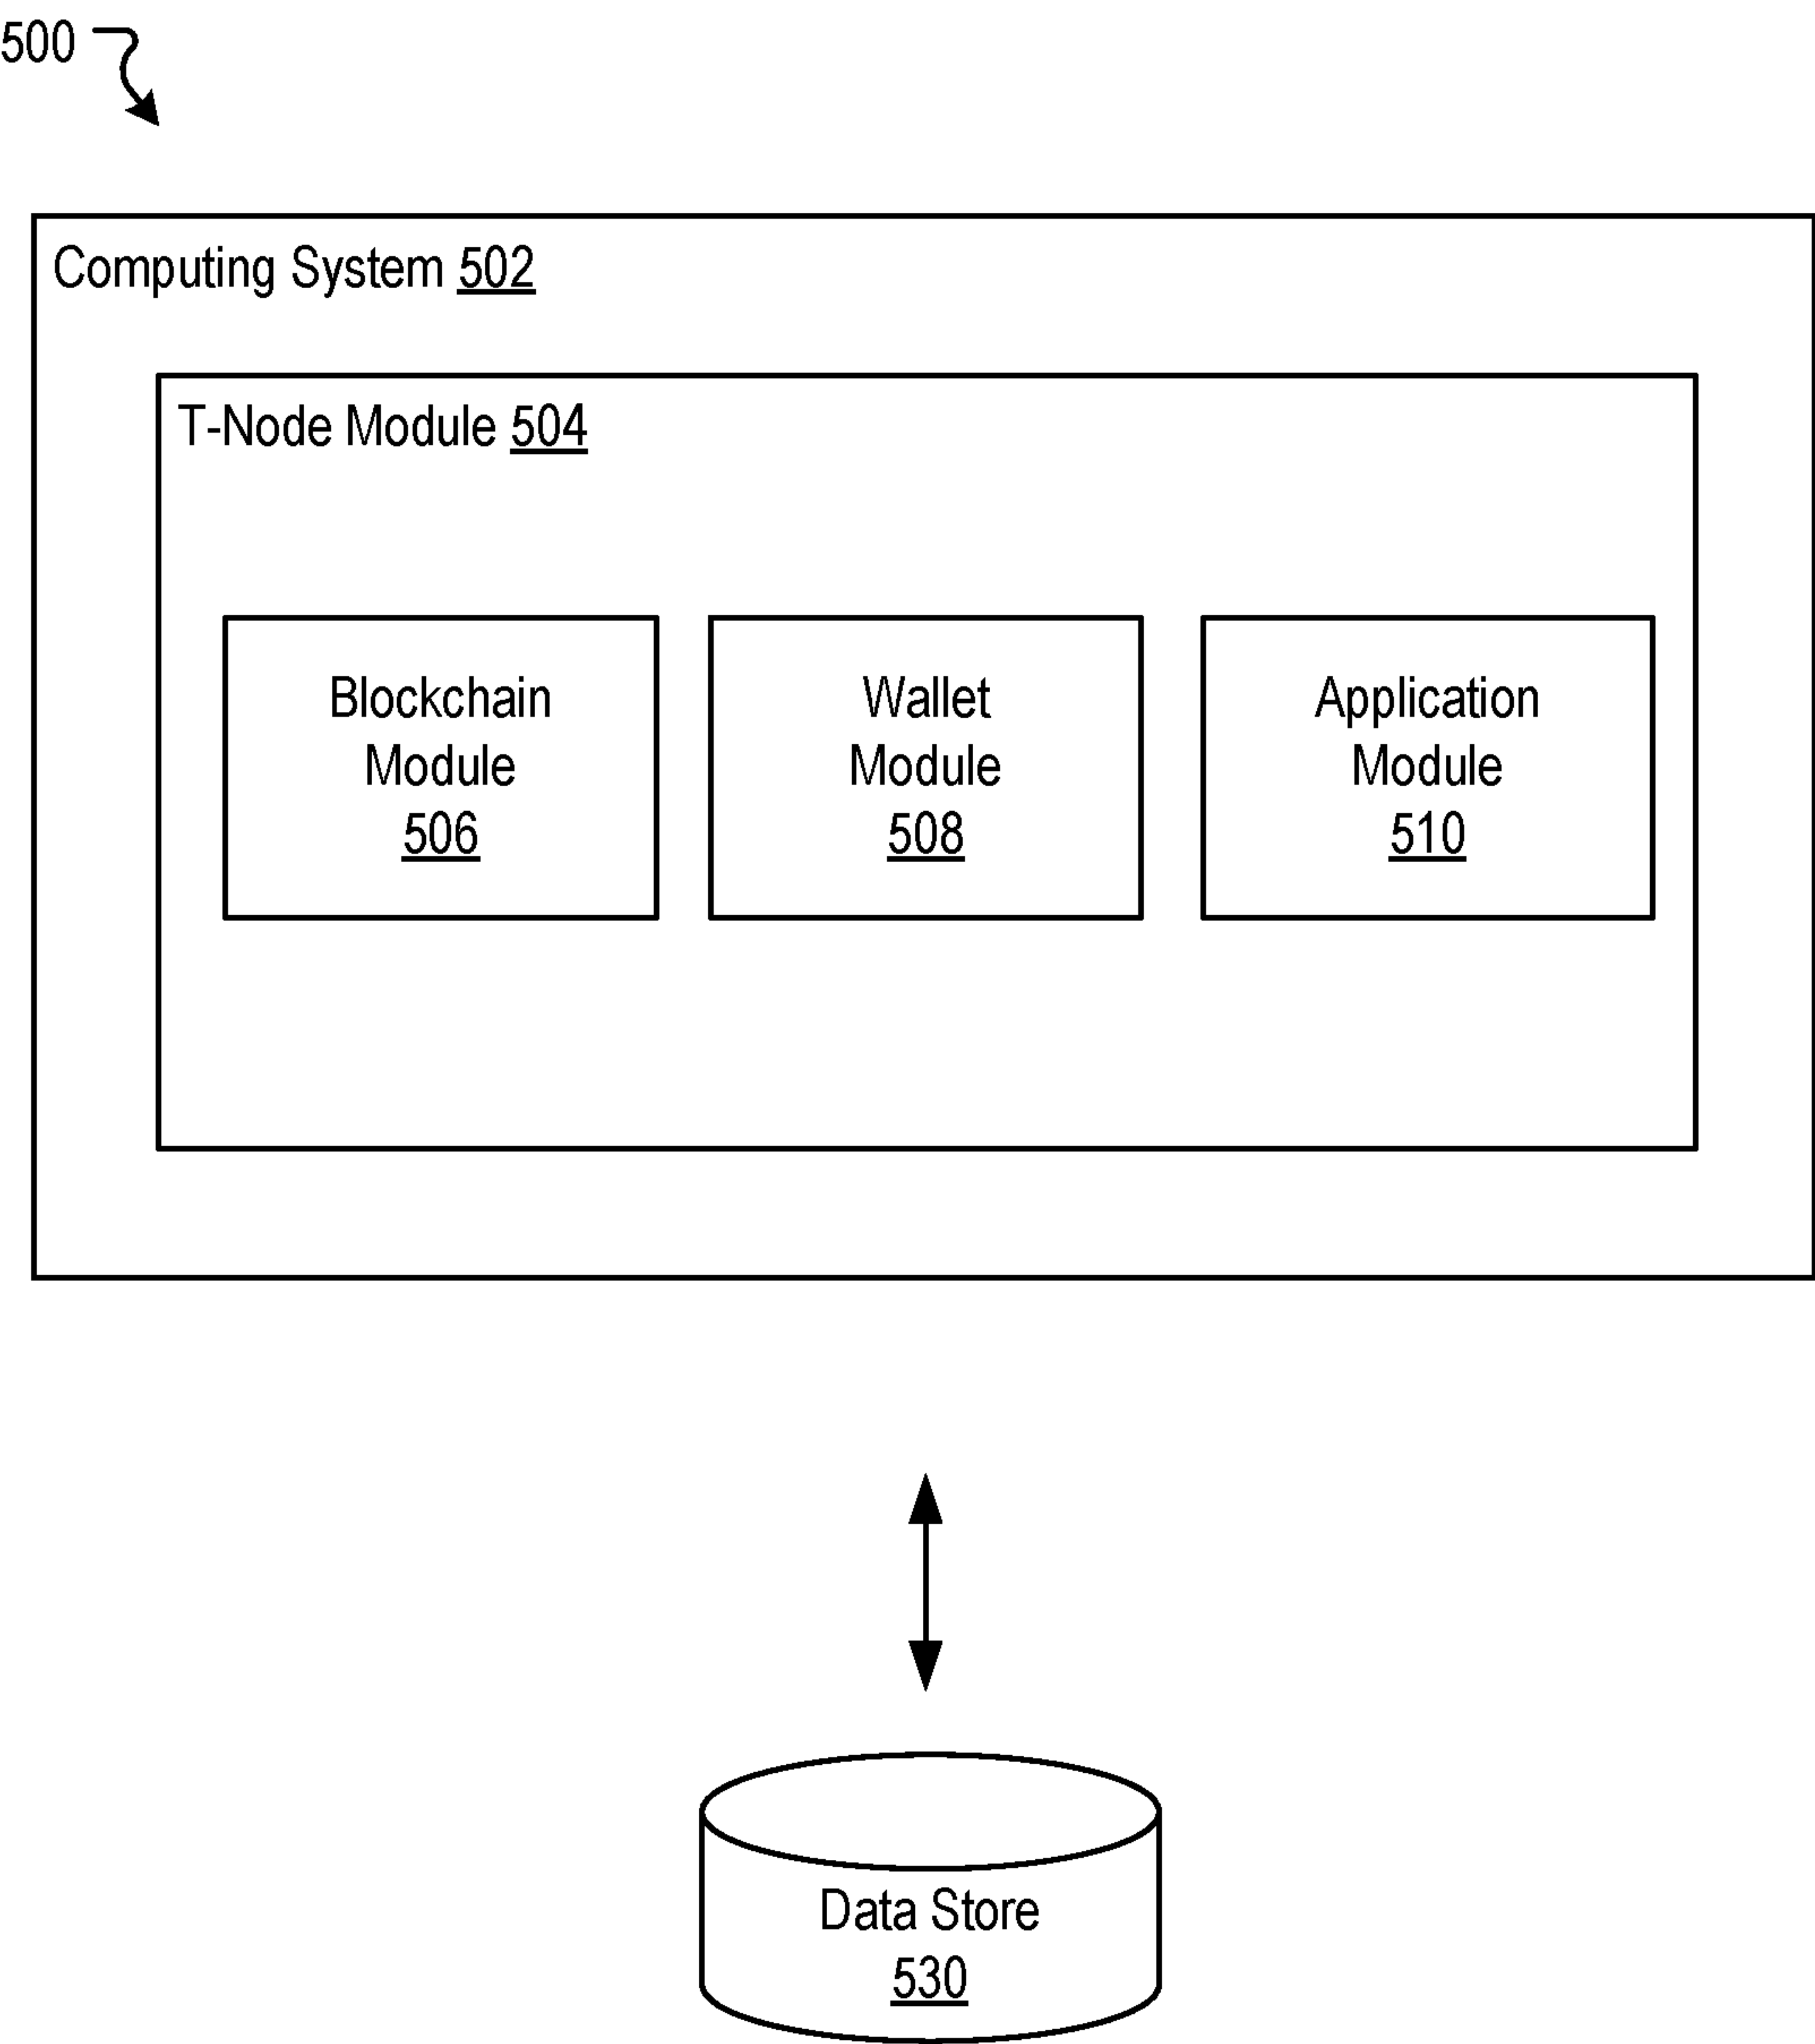 500
Computing System 502
T-Node Module 504
Blockchain
Module
506
Wallet
Module
508
Application
Module
510
Data Store
530